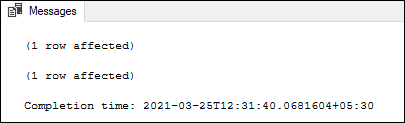 Messages
(1 row affected)
(1 row affected)
Completion time: 2021-03-25T12:31:40.0681604+05:30